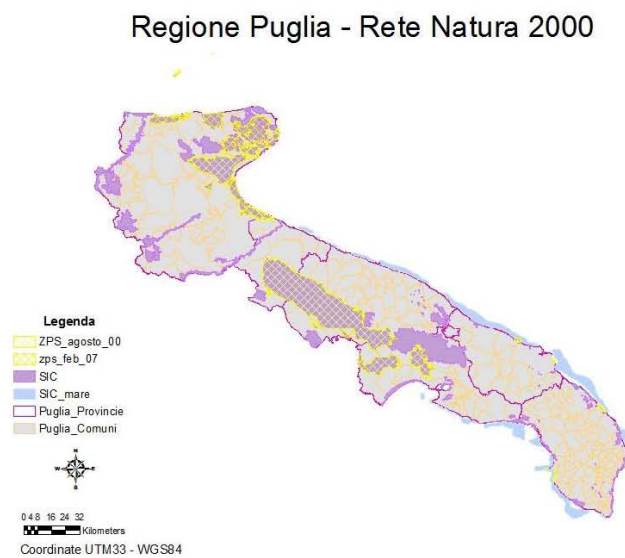 Regione Puglia - Rete Natura 2000
Legenda
ZPS_agosto_00
zps_feb_07
SIC
SIC_mare
Puglia_Provincie
Puglia_Comuni
N
W E
S
0 4 8 16 24 32
Kilometers
Coordinate UTM33 - WGS84